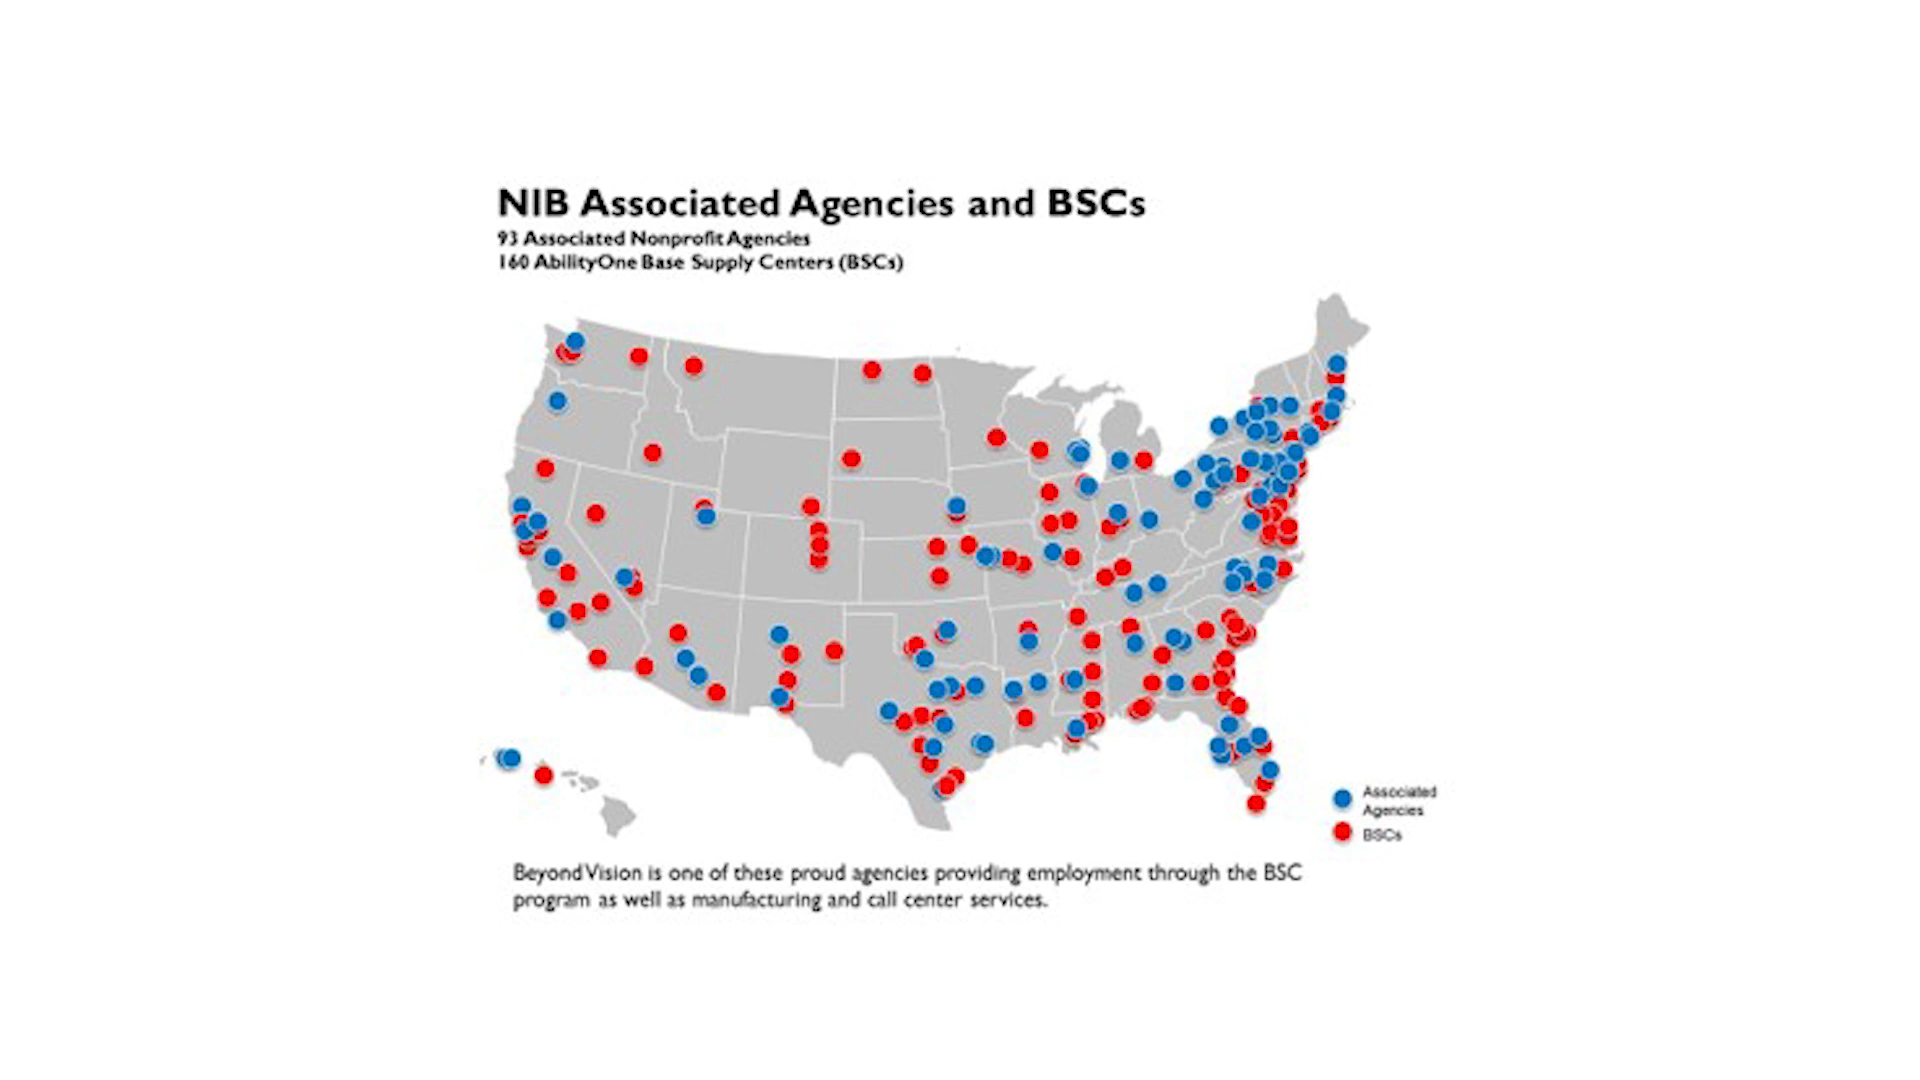 NIB Associated Agencies and BSCs
93 Associated Nonprofit Agencies
160 AbilityOne Base Supply Centers (BSCs)
Associated
Agencies
BSCs
Beyond Vision is one of these proud agencies providing employment through the BSC
program as well as manufacturing and call center services.